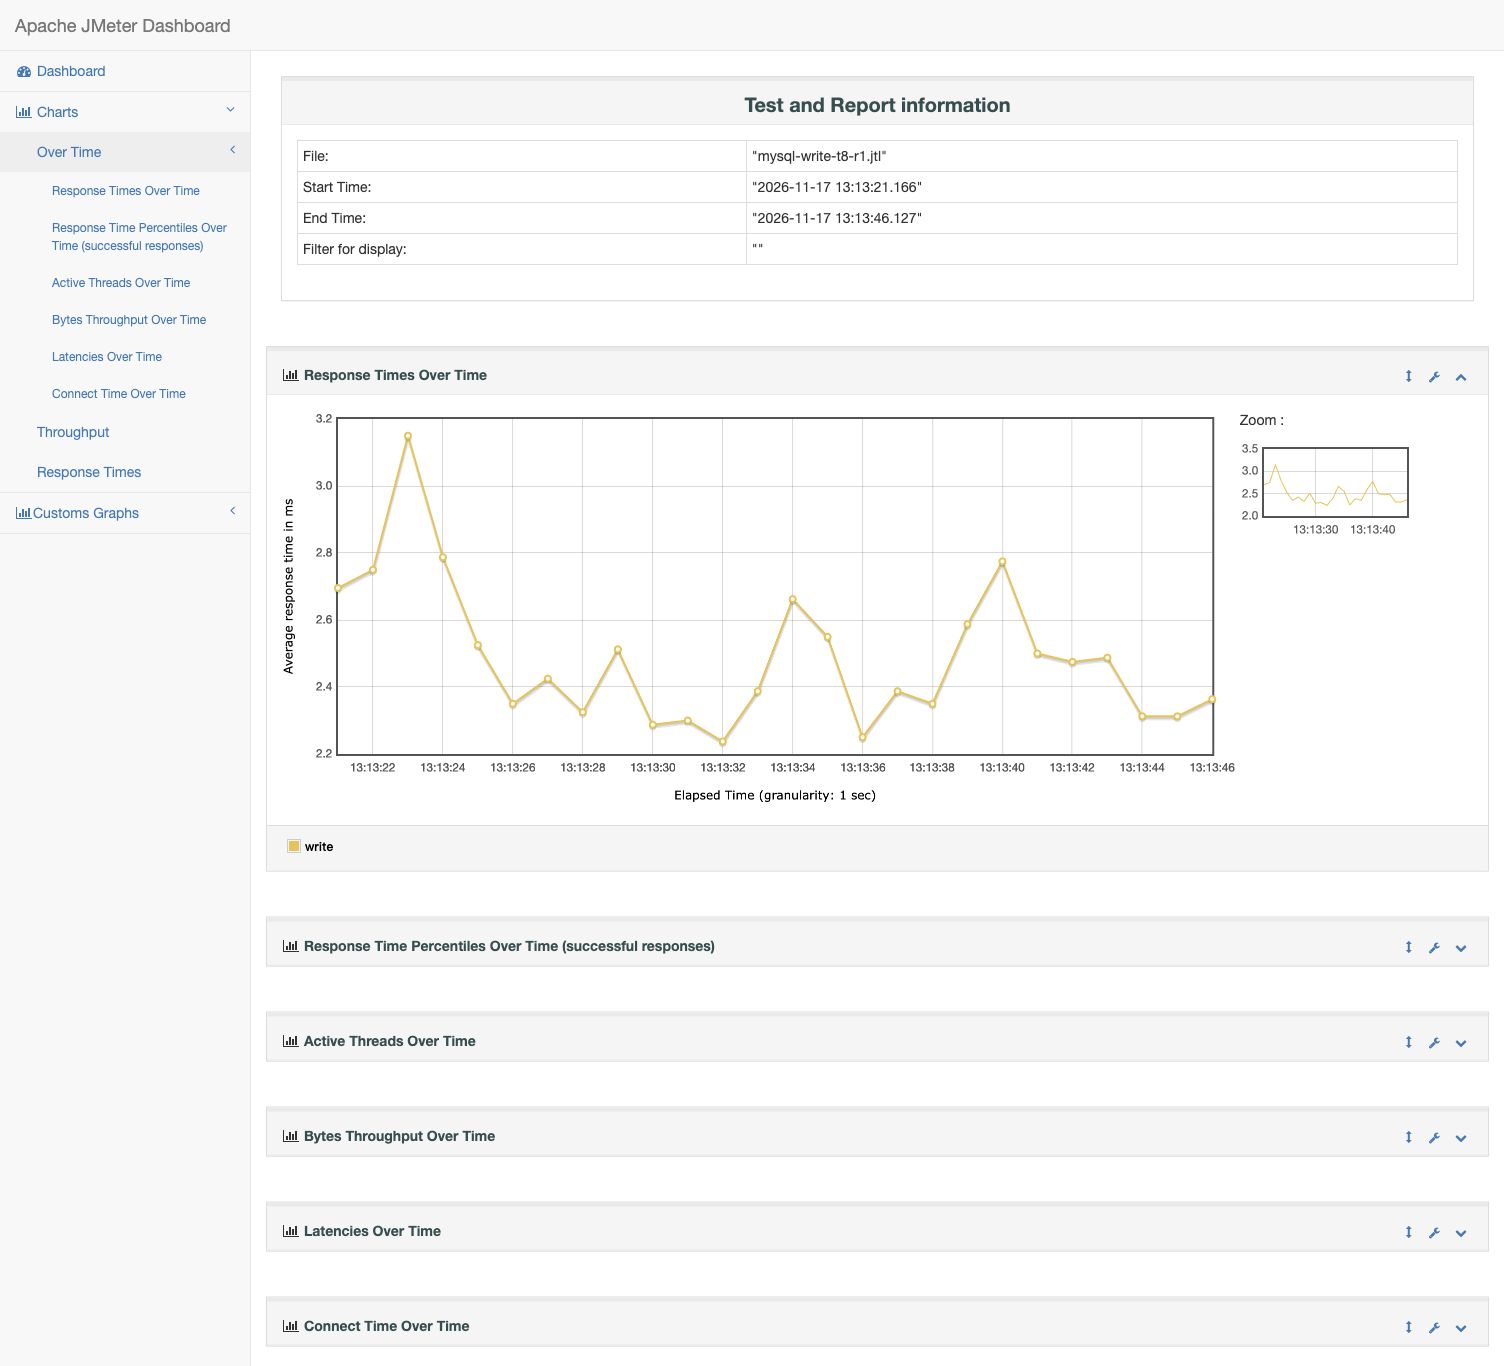 Apache JMeter Dashboard
Dashboard
Charts
Over Time
Response Times Over Time
Response Time Percentiles Over
Time (successful responses)
Active Threads Over Time
Bytes Throughput Over Time
Latencies Over Time
Connect Time Over Time
Throughput
Response Times
Customs Graphs
Test and Report information
File: "mysql-write-t8-r1.jtl"
Start Time: "2026-11-17 13:13:21.166"
End Time: "2026-11-17 13:13:46.127"
Filter for display: ""
Response Times Over Time
3.2
3.0
2.8
2.6
2.4
2.2
Average response time in ms
13:13:22 13:13:24 13:13:26 13:13:28 13:13:30 13:13:32 13:13:34 13:13:36 13:13:38 13:13:40 13:13:42 13:13:44 13:13:46
Elapsed Time (granularity: 1 sec)
Zoom :
3.5
3.0
2.5
2.0
13:13:30 13:13:40
write
Response Time Percentiles Over Time (successful responses)
Active Threads Over Time
Bytes Throughput Over Time
Latencies Over Time
Connect Time Over Time